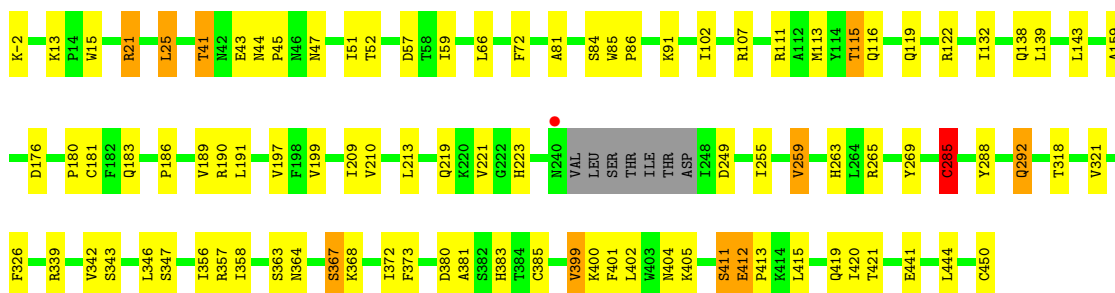 K-2 K13 P14 W15 R21 L25 T41 N42 E43 N44 P45 N46 N47 I51 T52 D57 T58 I59 L66 F72 A81 S84 W85 P86 K91 I102 R107 R111 A112 M113 Y114 T115 Q116 Q119 R122 I132 Q138 L139 L143 A159
D176 P180 C181 F182 Q183 P186 V189 R190 L191 V197 F198 V199 I209 V210 L213 Q219 K220 V221 G222 H223 N240 VAL LEU SER THR ILE THR ASP I248 D249 I255 V259 H263 L264 R265 Y269 C285 Y288 Q292 T318 V321
F326 R339 V342 S343 L346 S347 I356 R357 I358 S363 N364 S367 K368 I372 F373 D380 A381 S382 H383 T384 C385 V399 K400 F401 L402 W403 N404 K405 S411 E412 P413 K414 L415 Q419 I420 T421 E441 L444 C450